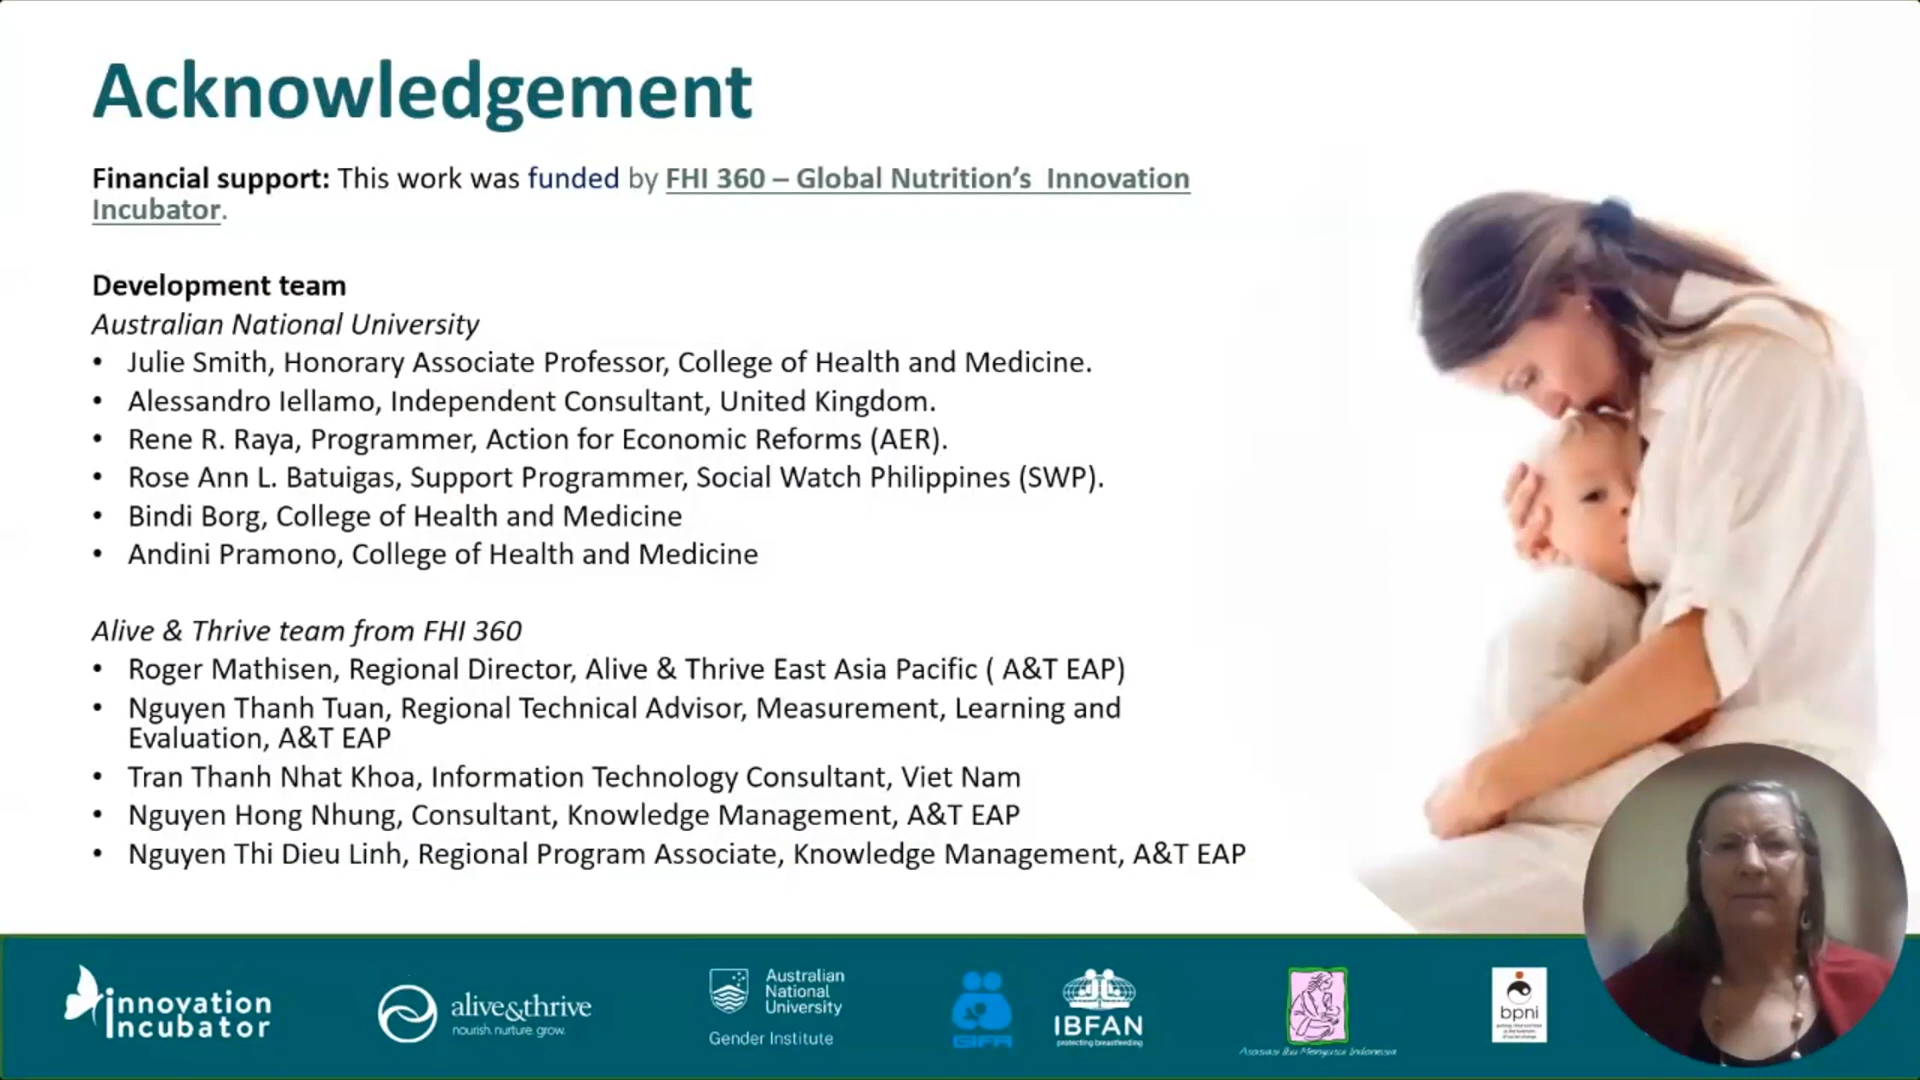 Acknowledgement
Financial support: This work was funded by FHI 360 – Global Nutrition’s Innovation
Incubator.
Development team
Australian National University
• Julie Smith, Honorary Associate Professor, College of Health and Medicine.
• Alessandro Iellamo, Independent Consultant, United Kingdom.
• Rene R. Raya, Programmer, Action for Economic Reforms (AER).
• Rose Ann L. Batuigas, Support Programmer, Social Watch Philippines (SWP).
• Bindi Borg, College of Health and Medicine
• Andini Pramono, College of Health and Medicine
Alive & Thrive team from FHI 360
• Roger Mathisen, Regional Director, Alive & Thrive East Asia Pacific ( A&T EAP)
• Nguyen Thanh Tuan, Regional Technical Advisor, Measurement, Learning and
Evaluation, A&T EAP
• Tran Thanh Nhat Khoa, Information Technology Consultant, Viet Nam
• Nguyen Hong Nhung, Consultant, Knowledge Management, A&T EAP
• Nguyen Thi Dieu Linh, Regional Program Associate, Knowledge Management, A&T EAP
innovation
incubator
alive&thrive
nourish. nurture. grow.
Australian
National
University
Gender Institute
GIFA
IBFAN
protecting breastfeeding
Asosiasi Ibu Menyusui Indonesia
bpni